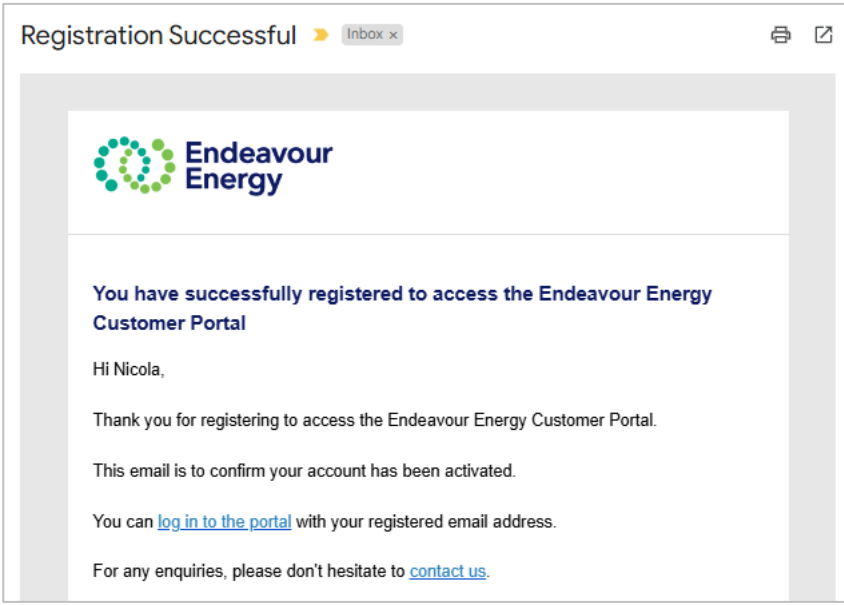 Registration Successful Inbox x
Endeavour
Energy
You have successfully registered to access the Endeavour Energy
Customer Portal
Hi Nicola,
Thank you for registering to access the Endeavour Energy Customer Portal.
This email is to confirm your account has been activated.
You can log in to the portal with your registered email address.
For any enquiries, please don't hesitate to contact us.